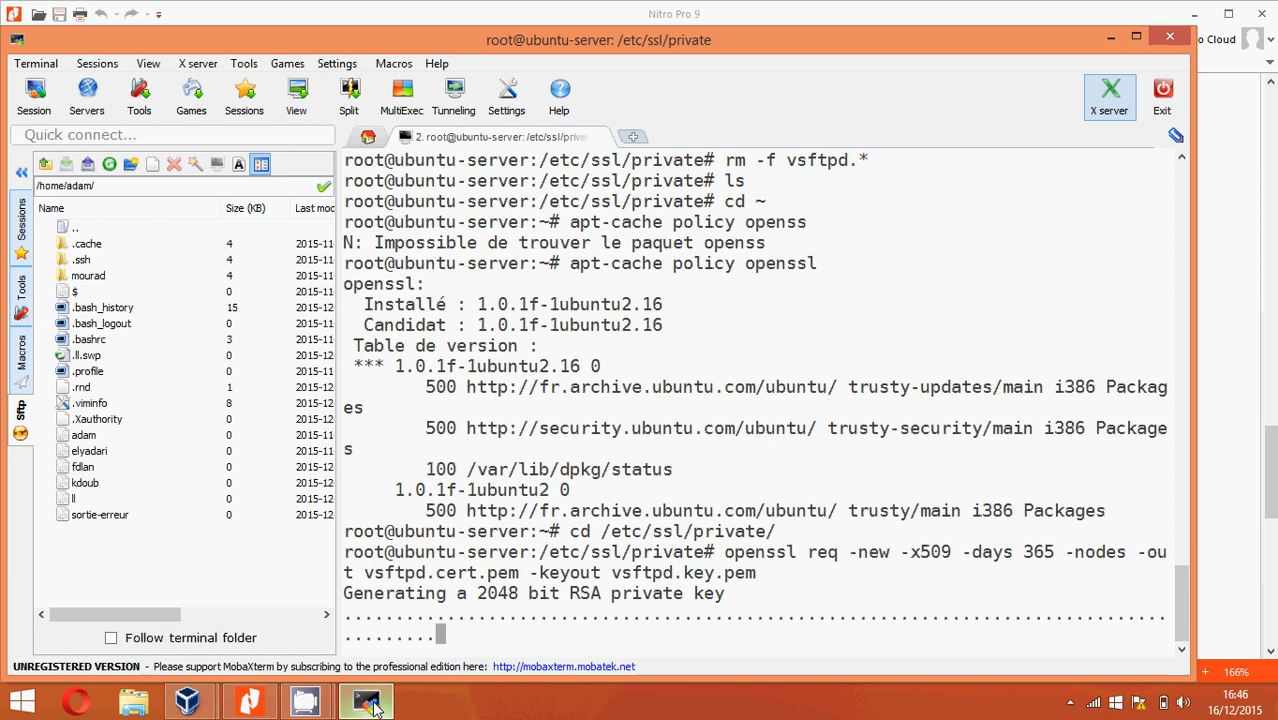 Nitro Pro 9
o Cloud
root@ubuntu-server: /etc/ssl/private
Terminal Sessions View X server Tools Games Settings Macros Help
Session Servers Tools Games Sessions View Split MultiExec Tunneling Settings Help X server Exit
Quick connect...
2. root@ubuntu-server: /etc/ssl/priva
/home/adam/
Name Size (KB) Last mod
..
.cache 4 2015-11
.ssh 4 2015-11
mourad 4 2015-11
$ 0 2015-11
.bash_history 15 2015-12
.bash_logout 0 2015-11
.bashrc 3 2015-11
.ll.swp 0 2015-12
.profile 0 2015-11
.rnd 1 2015-12
.viminfo 8 2015-12
.Xauthority 0 2015-12
adam 0 2015-12
elyadari 0 2015-12
fdlan 0 2015-12
kdoub 0 2015-12
ll 0 2015-12
sortie-erreur 0 2015-12
Follow terminal folder
Sessions
Tools
Macros
Sftp
root@ubuntu-server:/etc/ssl/private# rm -f vsftpd.*
root@ubuntu-server:/etc/ssl/private# ls
root@ubuntu-server:/etc/ssl/private# cd ~
root@ubuntu-server:~# apt-cache policy openss
N: Impossible de trouver le paquet openss
root@ubuntu-server:~# apt-cache policy openssl
openssl:
Installé : 1.0.1f-1ubuntu2.16
Candidat : 1.0.1f-1ubuntu2.16
Table de version :
*** 1.0.1f-1ubuntu2.16 0
500 http://fr.archive.ubuntu.com/ubuntu/ trusty-updates/main i386 Packag
es
500 http://security.ubuntu.com/ubuntu/ trusty-security/main i386 Package
s
100 /var/lib/dpkg/status
1.0.1f-1ubuntu2 0
500 http://fr.archive.ubuntu.com/ubuntu/ trusty/main i386 Packages
root@ubuntu-server:~# cd /etc/ssl/private/
root@ubuntu-server:/etc/ssl/private# openssl req -new -x509 -days 365 -nodes -ou
t vsftpd.cert.pem -keyout vsftpd.key.pem
Generating a 2048 bit RSA private key
................................................................................
.........
UNREGISTERED VERSION - Please support MobaXterm by subscribing to the professional edition here: http://mobaxterm.mobatek.net
166%
16:46
16/12/2015